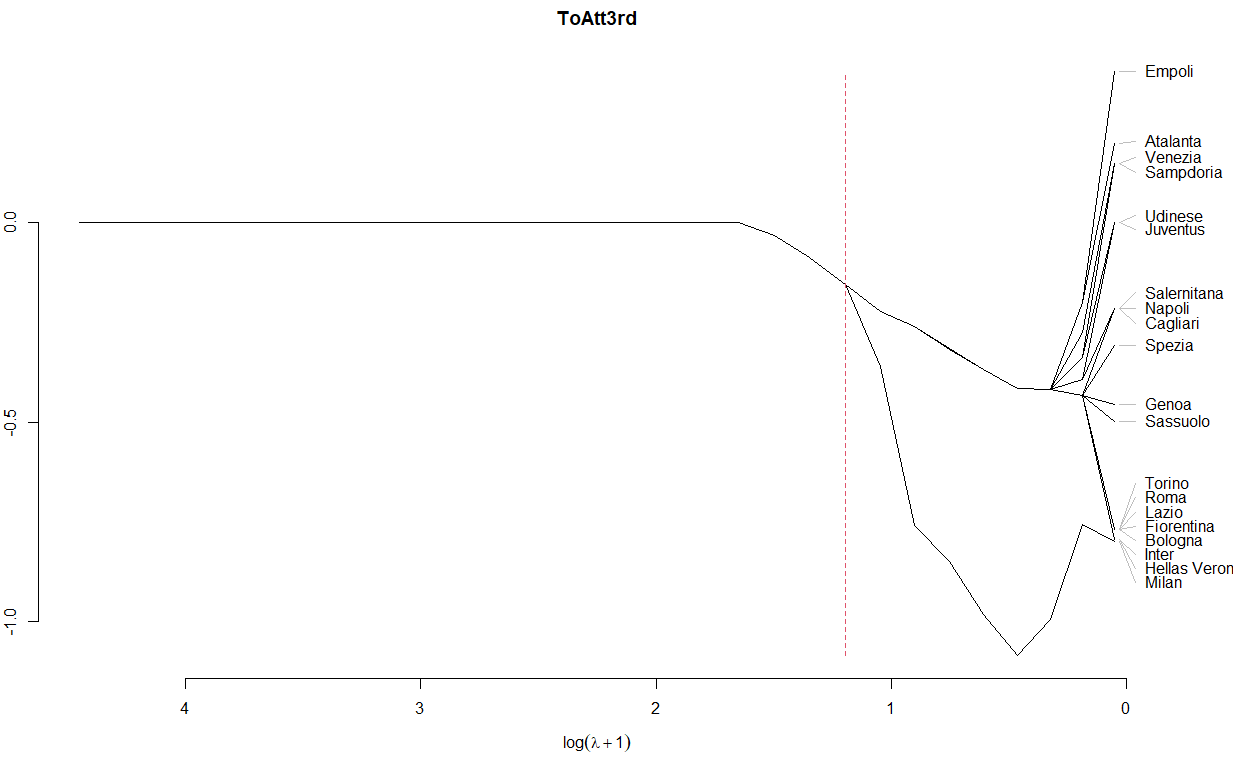 ToAtt3rd
Empoli
Atalanta
Venezia
Sampdoria
Udinese
Juventus
Salernitana
Napoli
Cagliari
Spezia
Genoa
Sassuolo
Torino
Roma
Lazio
Fiorentina
Bologna
Inter
Hellas Veron
Milan
0.0
-0.5
-1.0
4 3 2 1 0
log(λ+1)